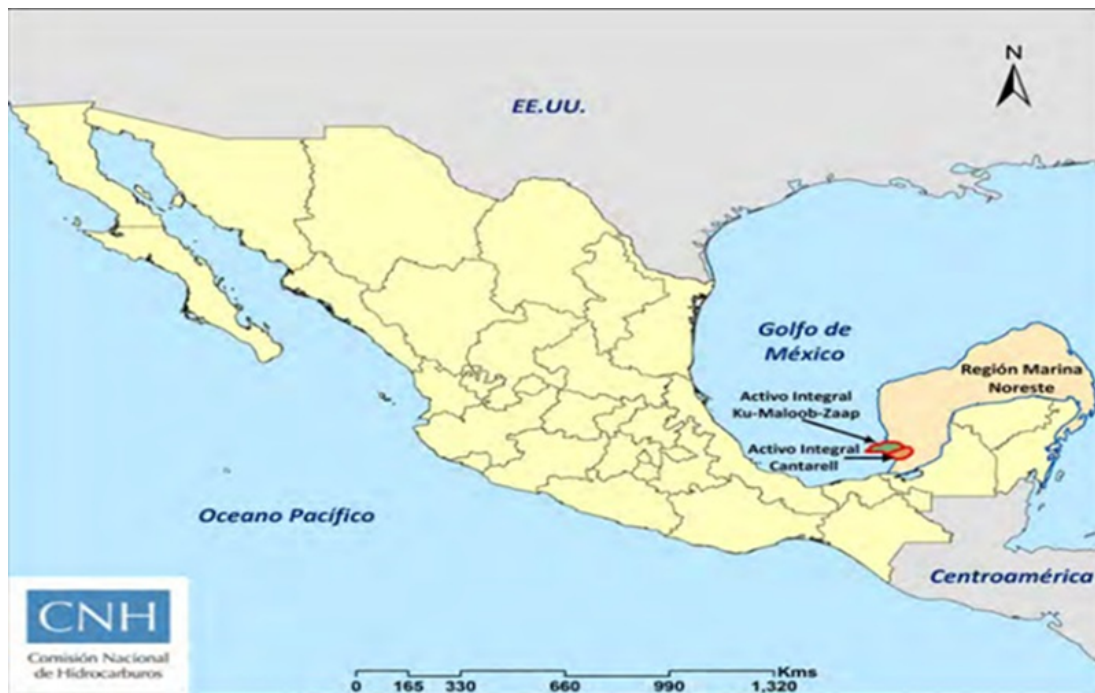 N
EE.UU.
Golfo de
México
Región Marina
Noreste
Activo Integral
Ku-Maloob-Zaap
Activo Integral
Cantarell
Oceano Pacífico
Centroamérica
CNH
Comisión Nacional
de Hidrocarburos
Kms
0 165 330 660 990 1,320